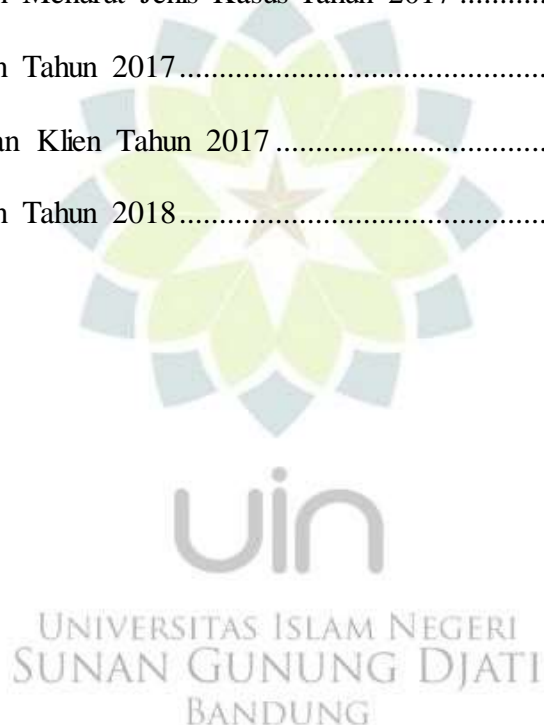 n Menurut Jenis Kasus Tahun 2017 ..........
n Tahun 2017........................................
an Klien Tahun 2017 .............................
n Tahun 2018........................................
uin
UNIVERSITAS ISLAM NEGERI
SUNAN GUNUNG DJATI
BANDUNG